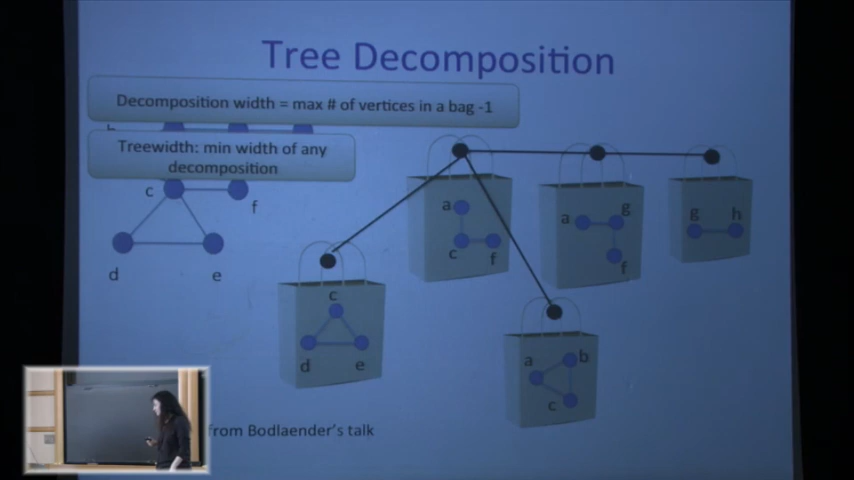 Tree Decomposition
Decomposition width = max # of vertices in a bag -1
Treewidth: min width of any
decomposition
c
f
d
e
a
c
f
a
g
f
g
h
c
d
e
a
b
c
from Bodlaender's talk